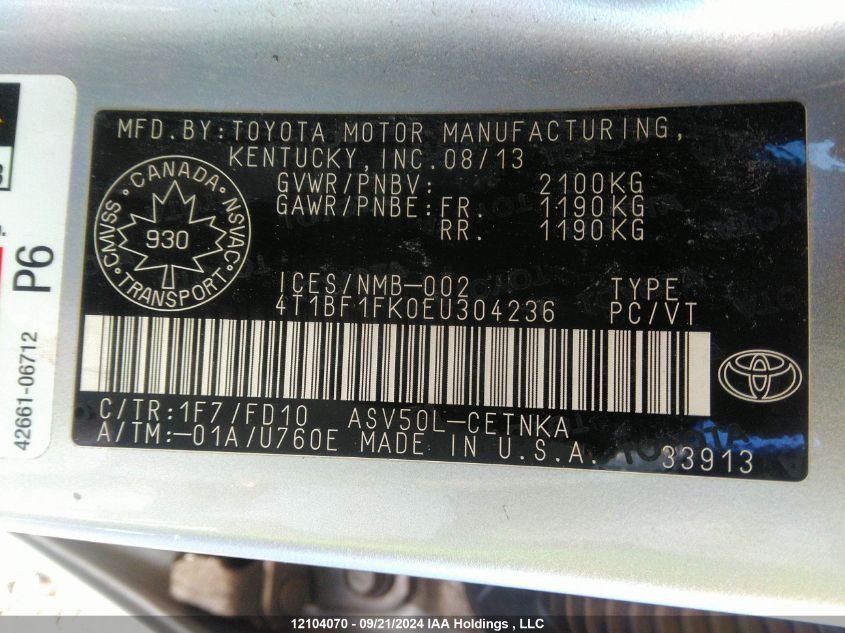 MFD.BY:TOYOTA MOTOR MANUFACTURING,
KENTUCKY, INC. 08/13
GVWR/PNBV: 2100KG
GAWR/PNBE: FR. 1190KG
RR. 1190KG
CANADA NSVAC TRANSPORT CMVSS
930
ICES/NMB-002 TYPE
4T1BF1FK0EU304236 PC/VT
C/TR:1F7/FD10 ASV50L-CETNKA
A/TM:-01A/U760E MADE IN U.S.A. 33913
P6
42661-06712
12104070 - 09/21/2024 IAA Holdings , LLC